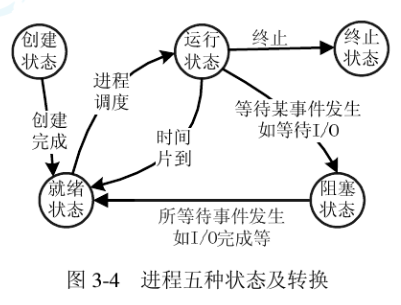 创建
状态
运行
状态
终止
终止
状态
进程
调度
等待某事件发生
如等待I/O
创建
完成
时间
片到
就绪
状态
阻塞
状态
所等待事件发生
如I/O完成等
图 3-4 进程五种状态及转换